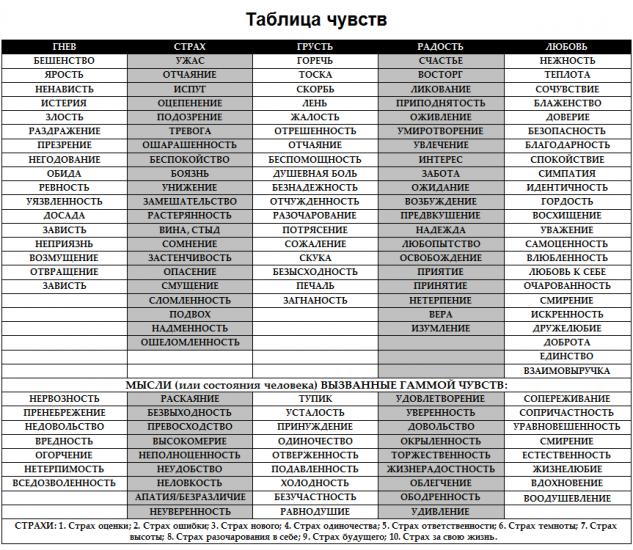 Таблица чувств
ГНЕВ СТРАХ ГРУСТЬ РАДОСТЬ ЛЮБОВЬ
БЕШЕНСТВО УЖАС ГОРЕЧЬ СЧАСТЬЕ НЕЖНОСТЬ
ЯРОСТЬ ОТЧАЯНИЕ ТОСКА ВОСТОРГ ТЕПЛОТА
НЕНАВИСТЬ ИСПУГ СКОРБЬ ЛИКОВАНИЕ СОЧУВСТВИЕ
ИСТЕРИЯ ОЦЕПЕНЕНИЕ ЛЕНЬ ПРИПОДНЯТОСТЬ БЛАЖЕНСТВО
ЗЛОСТЬ ПОДОЗРЕНИЕ ЖАЛОСТЬ ОЖИВЛЕНИЕ ДОВЕРИЕ
РАЗДРАЖЕНИЕ ТРЕВОГА ОТРЕШЕННОСТЬ УМИРОТВОРЕНИЕ БЕЗОПАСНОСТЬ
ПРЕЗРЕНИЕ ОШАРАШЕННОСТЬ ОТЧАЯНИЕ УВЛЕЧЕНИЕ БЛАГОДАРНОСТЬ
НЕГОДОВАНИЕ БЕСПОКОЙСТВО БЕСПОМОЩНОСТЬ ИНТЕРЕС СПОКОЙСТВИЕ
ОБИДА БОЯЗНЬ ДУШЕВНАЯ БОЛЬ ЗАБОТА СИМПАТИЯ
РЕВНОСТЬ УНИЖЕНИЕ БЕЗНАДЕЖНОСТЬ ОЖИДАНИЕ ИДЕНТИЧНОСТЬ
УЯЗВЛЕННОСТЬ ЗАМЕШАТЕЛЬСТВО ОТЧУЖДЕННОСТЬ ВОЗБУЖДЕНИЕ ГОРДОСТЬ
ДОСАДА РАСТЕРЯННОСТЬ РАЗОЧАРОВАНИЕ ПРЕДВКУШЕНИЕ ВОСХИЩЕНИЕ
ЗАВИСТЬ ВИНА, СТЫД ПОТРЯСЕНИЕ НАДЕЖДА УВАЖЕНИЕ
НЕПРИЯЗНЬ СОМНЕНИЕ СОЖАЛЕНИЕ ЛЮБОПЫТСТВО САМОЦЕННОСТЬ
ВОЗМУЩЕНИЕ ЗАСТЕНЧИВОСТЬ СКУКА ОСВОБОЖДЕНИЕ ВЛЮБЛЕННОСТЬ
ОТВРАЩЕНИЕ ОПАСЕНИЕ БЕЗЫСХОДНОСТЬ ПРИЯТИЕ ЛЮБОВЬ К СЕБЕ
ЗАВИСТЬ СМУЩЕНИЕ ПЕЧАЛЬ ПРИНЯТИЕ ОЧАРОВАННОСТЬ
СЛОМЛЕННОСТЬ ЗАГНАНОСТЬ НЕТЕРПЕНИЕ СМИРЕНИЕ
ПОДВОХ ВЕРА ИСКРЕННОСТЬ
НАДМЕННОСТЬ ИЗУМЛЕНИЕ ДРУЖЕЛЮБИЕ
ОШЕЛОМЛЕННОСТЬ ДОБРОТА
ЕДИНСТВО
ВЗАИМОВЫРУЧКА
МЫСЛИ (или состояния человека) ВЫЗВАННЫЕ ГАММОЙ ЧУВСТВ:
НЕРВОЗНОСТЬ РАСКАЯНИЕ ТУПИК УДОВЛЕТВОРЕНИЕ СОПЕРЕЖИВАНИЕ
ПРЕНЕБРЕЖЕНИЕ БЕЗВЫХОДНОСТЬ УСТАЛОСТЬ УВЕРЕННОСТЬ СОПРИЧАСТНОСТЬ
НЕДОВОЛЬСТВО ПРЕВОСХОДСТВО ПРИНУЖДЕНИЕ ДОВОЛЬСТВО УРАВНОВЕШЕННОСТЬ
ВРЕДНОСТЬ ВЫСОКОМЕРИЕ ОДИНОЧЕСТВО ОКРЫЛЕННОСТЬ СМИРЕНИЕ
ОГОРЧЕНИЕ НЕПОЛНОЦЕННОСТЬ ОТВЕРЖЕННОСТЬ ТОРЖЕСТВЕННОСТЬ ЕСТЕСТВЕННОСТЬ
НЕТЕРПИМОСТЬ НЕУДОБСТВО ПОДАВЛЕННОСТЬ ЖИЗНЕРАДОСТНОСТЬ ЖИЗНЕЛЮБИЕ
ВСЕДОЗВОЛЕННОСТЬ НЕЛОВКОСТЬ ХОЛОДНОСТЬ ОБЛЕГЧЕНИЕ ВДОХНОВЕНИЕ
АПАТИЯ/БЕЗРАЗЛИЧИЕ БЕЗУЧАСТНОСТЬ ОБОДРЕННОСТЬ ВООДУШЕВЛЕНИЕ
НЕУВЕРЕННОСТЬ РАВНОДУШИЕ УДИВЛЕНИЕ
СТРАХИ: 1. Страх оценки; 2. Страх ошибки; 3. Страх нового; 4. Страх одиночества; 5. Страх ответственности; 6. Страх темноты; 7. Страх
высоты; 8. Страх разочарования в себе; 9. Страх будущего; 10. Страх за свою жизнь.